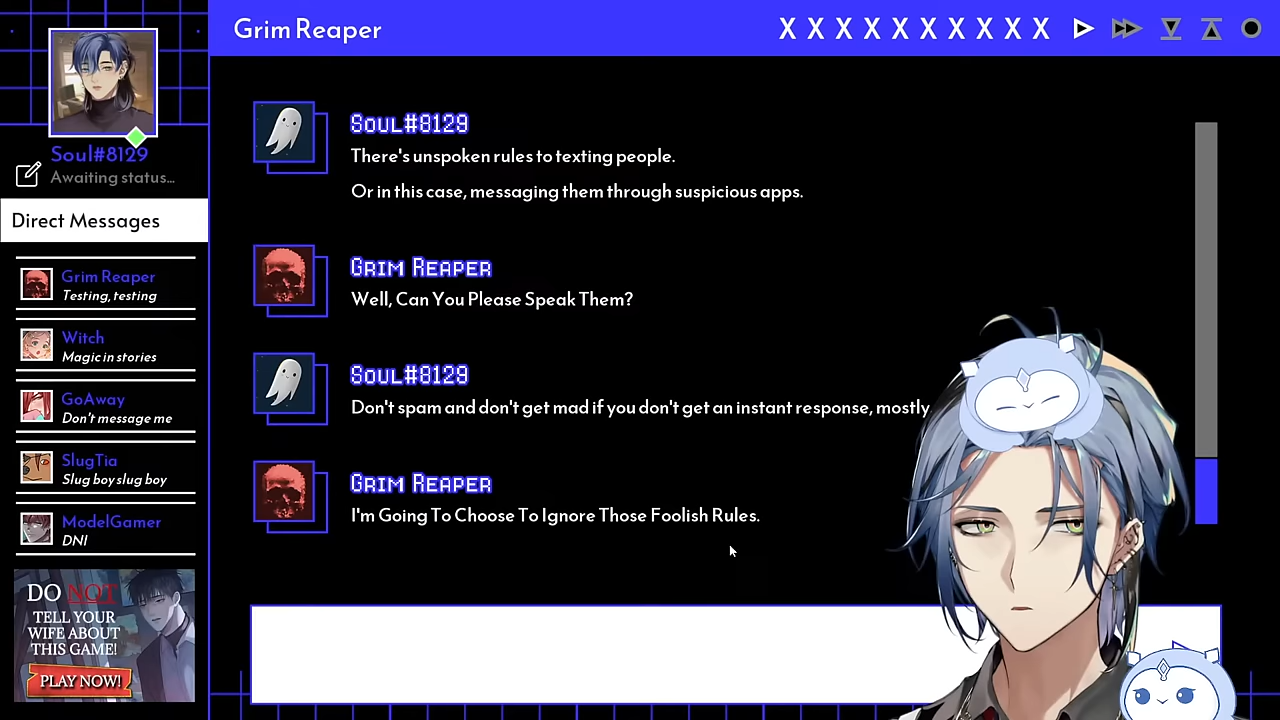 Grim Reaper
X X X X X X X X X X
Soul#8129
Awaiting status...
Direct Messages
Grim Reaper
Testing, testing
Witch
Magic in stories
GoAway
Don't message me
SlugTia
Slug boy slug boy
ModelGamer
DNI
DO NOT
TELL YOUR
WIFE ABOUT
THIS GAME!
PLAY NOW!
Soul#8129
There's unspoken rules to texting people.
Or in this case, messaging them through suspicious apps.
Grim Reaper
Well, Can You Please Speak Them?
Soul#8129
Don't spam and don't get mad if you don't get an instant response, mostly
Grim Reaper
I'm Going To Choose To Ignore Those Foolish Rules.